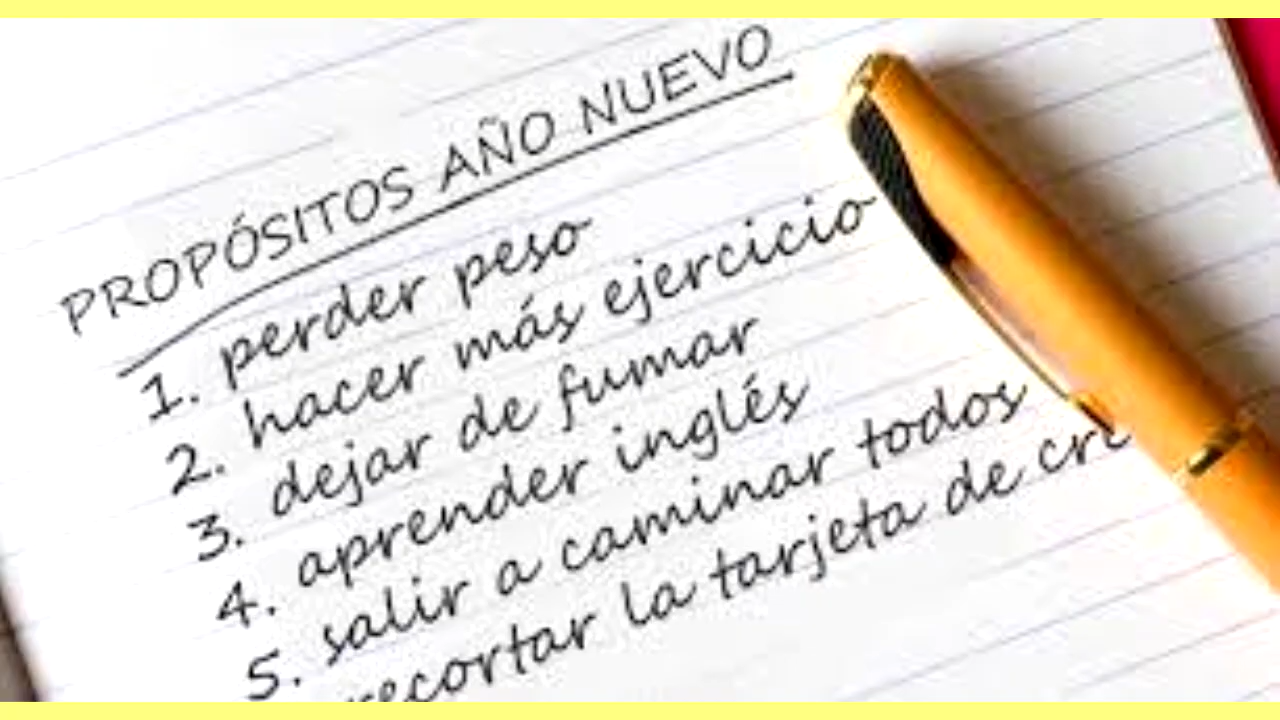 PROPÓSITOS AÑO NUEVO
1. perder peso
2. hacer más ejercicio
3. dejar de fumar
4. aprender inglés
5. salir a caminar todos
recortar la tarjeta de